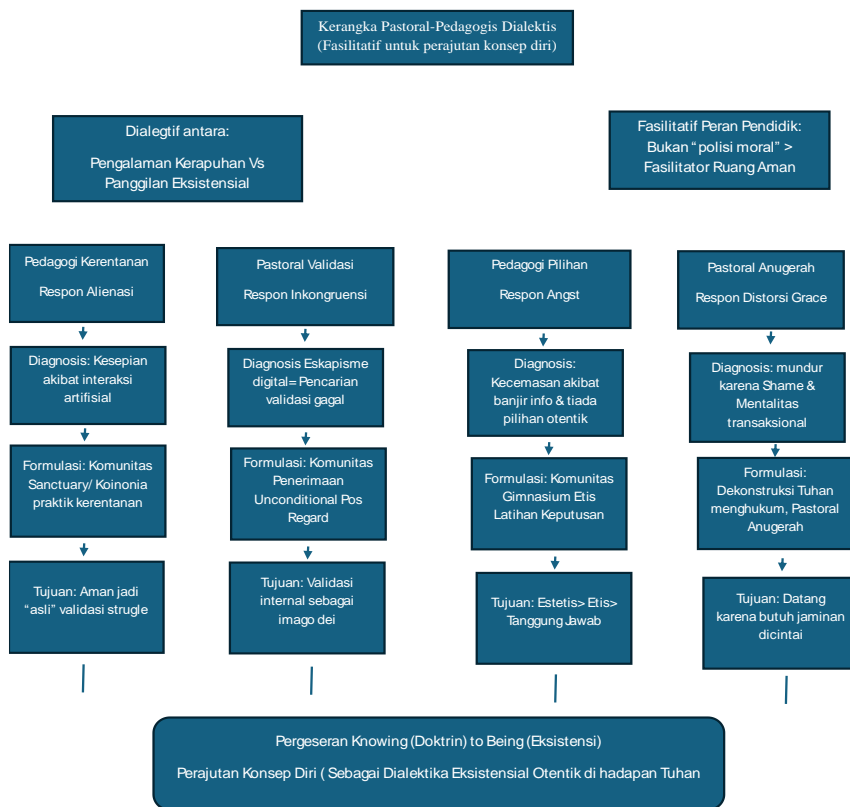 Kerangka Pastoral-Pedagogis Dialektis
(Fasilitatif untuk perajutan konsep diri)
Dialegtif antara:
Pengalaman Kerapuhan Vs
Panggilan Eksistensial
Fasilitatif Peran Pendidik:
Bukan “polisi moral” >
Fasilitator Ruang Aman
Pedagogi Kerentanan
Respon Alienasi
Pastoral Validasi
Respon Inkongruensi
Pedagogi Pilihan
Respon Angst
Pastoral Anugerah
Respon Distorsi Grace
Diagnosis: Kesepian
akibat interaksi
artifisial
Diagnosis Eskapisme
digital= Pencarian
validasi gagal
Diagnosis:
Kecemasan akibat
banjir info & tiada
pilihan otentik
Diagnosis: mundur
karena Shame &
Mentalitas
transaksional
Formulasi: Komunitas
Sanctuary/ Koinonia
praktik kerentanan
Formulasi: Komunitas
Penerimaan
Unconditional Pos
Regard
Formulasi: Komunitas
Gimnasium Etis
Latihan Keputusan
Formulasi:
Dekonstruksi Tuhan
menghukum, Pastoral
Anugerah
Tujuan: Aman jadi
“asli” validasi strugle
Tujuan: Validasi
internal sebagai
imago dei
Tujuan: Estetis> Etis>
Tanggung Jawab
Tujuan: Datang
karena butuh jaminan
dicintai
Pergeseran Knowing (Doktrin) to Being (Eksistensi)
Perajutan Konsep Diri ( Sebagai Dialektika Eksistensial Otentik di hadapan Tuhan